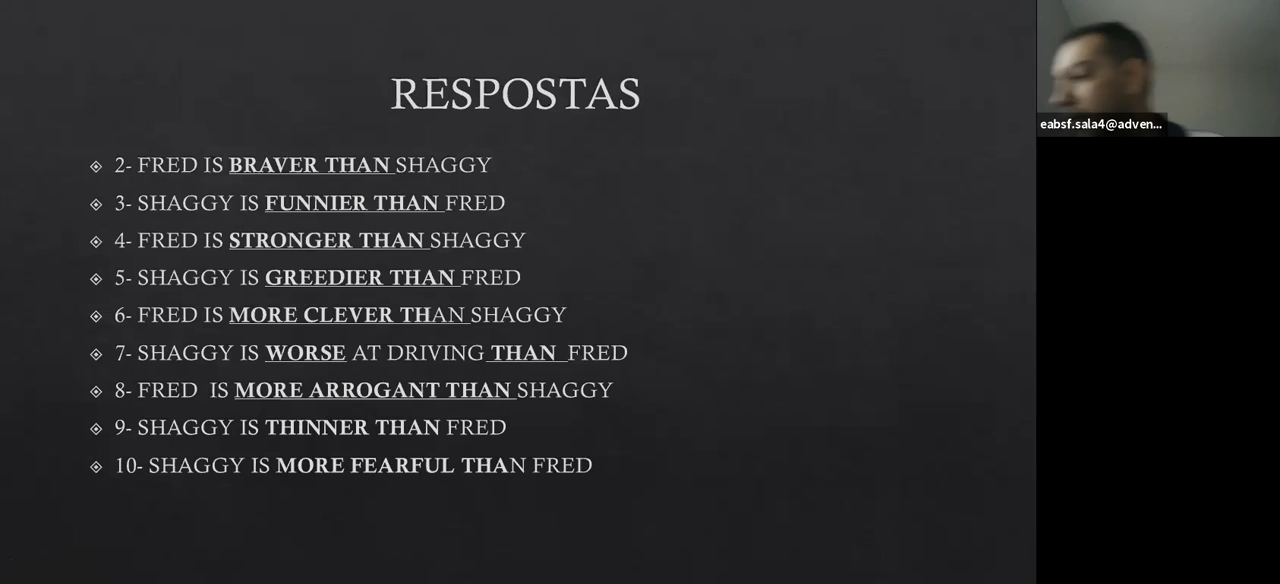 RESPOSTAS
2- FRED IS BRAVER THAN SHAGGY
3- SHAGGY IS FUNNIER THAN FRED
4- FRED IS STRONGER THAN SHAGGY
5- SHAGGY IS GREEDIER THAN FRED
6- FRED IS MORE CLEVER THAN SHAGGY
7- SHAGGY IS WORSE AT DRIVING THAN FRED
8- FRED IS MORE ARROGANT THAN SHAGGY
9- SHAGGY IS THINNER THAN FRED
10- SHAGGY IS MORE FEARFUL THAN FRED
eabsf.sala4@adven...